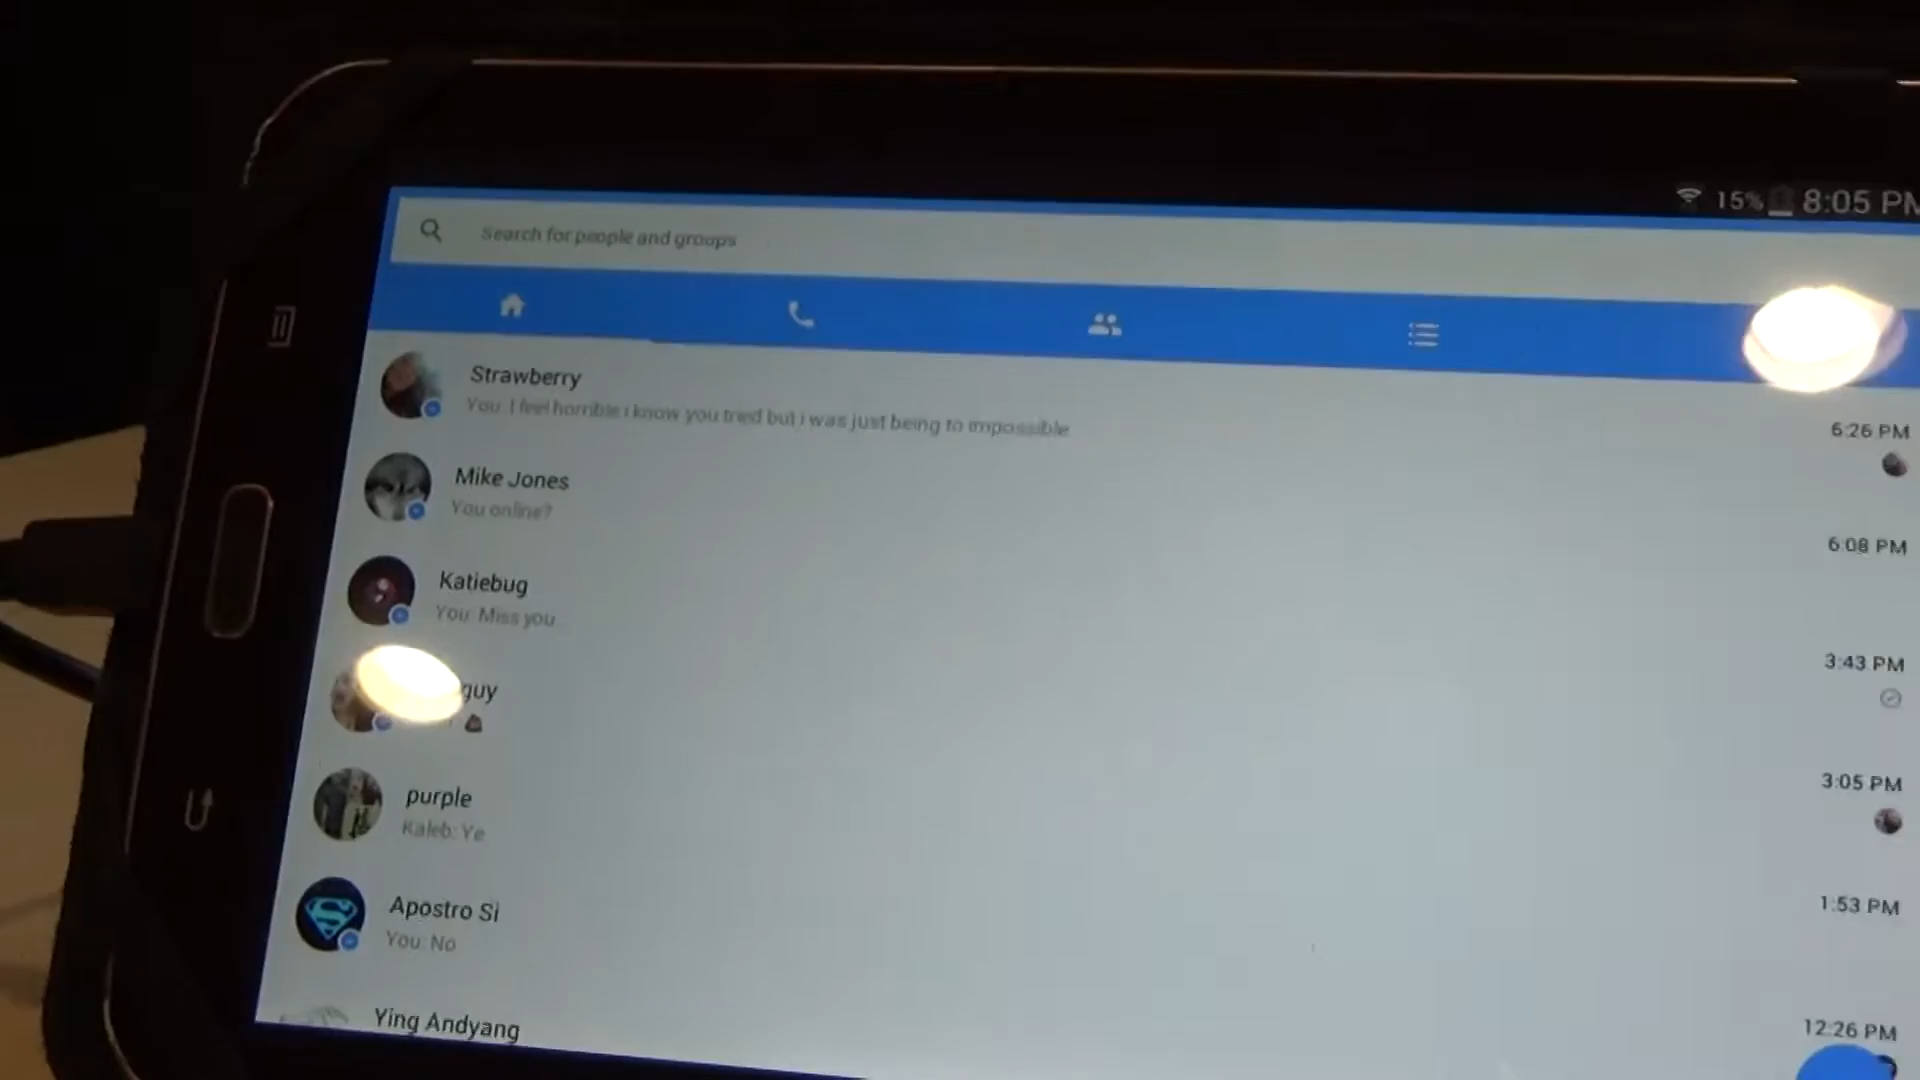 15% 8:05 PM
Search for people and groups
Strawberry
You: I feel horrible i know you tried but i was just being to impossible
6:26 PM
Mike Jones
You online?
6:08 PM
Katiebug
You: Miss you
3:43 PM
guy
3:05 PM
purple
Kaleb: Ye
1:53 PM
Apostro Si
You: No
12:26 PM
Ying Andyang